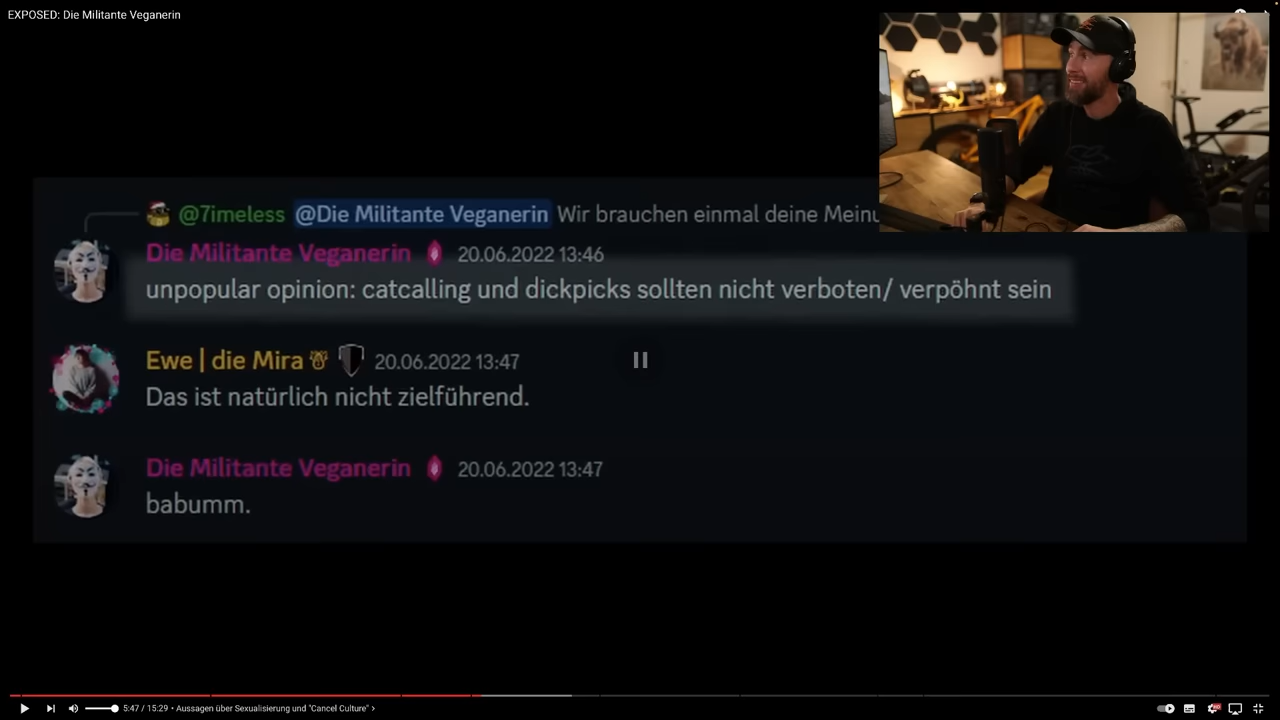 EXPOSED: Die Militante Veganerin
@7imeless @Die Militante Veganerin Wir brauchen einmal deine
Die Militante Veganerin 20.06.2022 13:46
unpopular opinion: catcalling und dickpicks sollten nicht verboten/ verpöhnt sein
Ewe | die Mira 20.06.2022 13:47
Das ist natürlich nicht zielführend.
Die Militante Veganerin 20.06.2022 13:47
babumm.
5:47 / 15:29 • Aussagen über Sexualisierung und "Cancel Culture" >